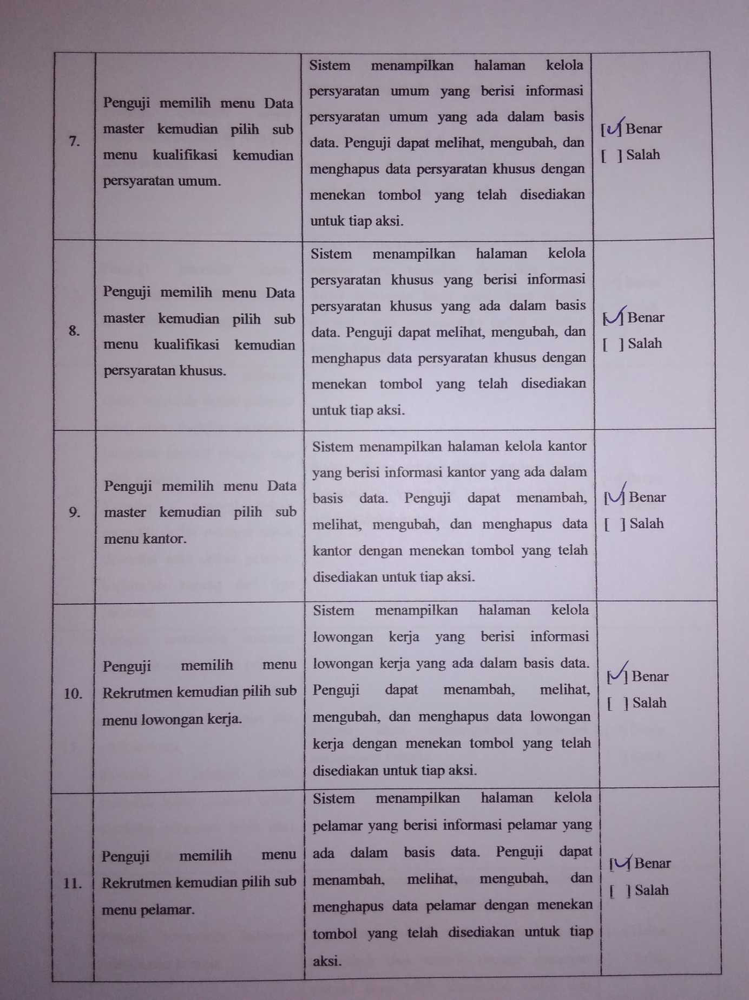 7.
Penguji memilih menu Data
master kemudian pilih sub
menu kualifikasi kemudian
persyaratan umum.
Sistem menampilkan halaman kelola
persyaratan umum yang berisi informasi
persyaratan umum yang ada dalam basis
data. Penguji dapat melihat, mengubah, dan
menghapus data persyaratan khusus dengan
menekan tombol yang telah disediakan
untuk tiap aksi.
[✓] Benar
[ ] Salah
8.
Penguji memilih menu Data
master kemudian pilih sub
menu kualifikasi kemudian
persyaratan khusus.
Sistem menampilkan halaman kelola
persyaratan khusus yang berisi informasi
persyaratan khusus yang ada dalam basis
data. Penguji dapat melihat, mengubah, dan
menghapus data persyaratan khusus dengan
menekan tombol yang telah disediakan
untuk tiap aksi.
[✓] Benar
[ ] Salah
9.
Penguji memilih menu Data
master kemudian pilih sub
menu kantor.
Sistem menampilkan halaman kelola kantor
yang berisi informasi kantor yang ada dalam
basis data. Penguji dapat menambah,
melihat, mengubah, dan menghapus data
kantor dengan menekan tombol yang telah
disediakan untuk tiap aksi.
[✓] Benar
[ ] Salah
10.
Penguji memilih menu
Rekrutmen kemudian pilih sub
menu lowongan kerja.
Sistem menampilkan halaman kelola
lowongan kerja yang berisi informasi
lowongan kerja yang ada dalam basis data.
Penguji dapat menambah, melihat,
mengubah, dan menghapus data lowongan
kerja dengan menekan tombol yang telah
disediakan untuk tiap aksi.
[✓] Benar
[ ] Salah
11.
Penguji memilih menu
Rekrutmen kemudian pilih sub
menu pelamar.
Sistem menampilkan halaman kelola
pelamar yang berisi informasi pelamar yang
ada dalam basis data. Penguji dapat
menambah, melihat, mengubah, dan
menghapus data pelamar dengan menekan
tombol yang telah disediakan untuk tiap
aksi.
[✓] Benar
[ ] Salah